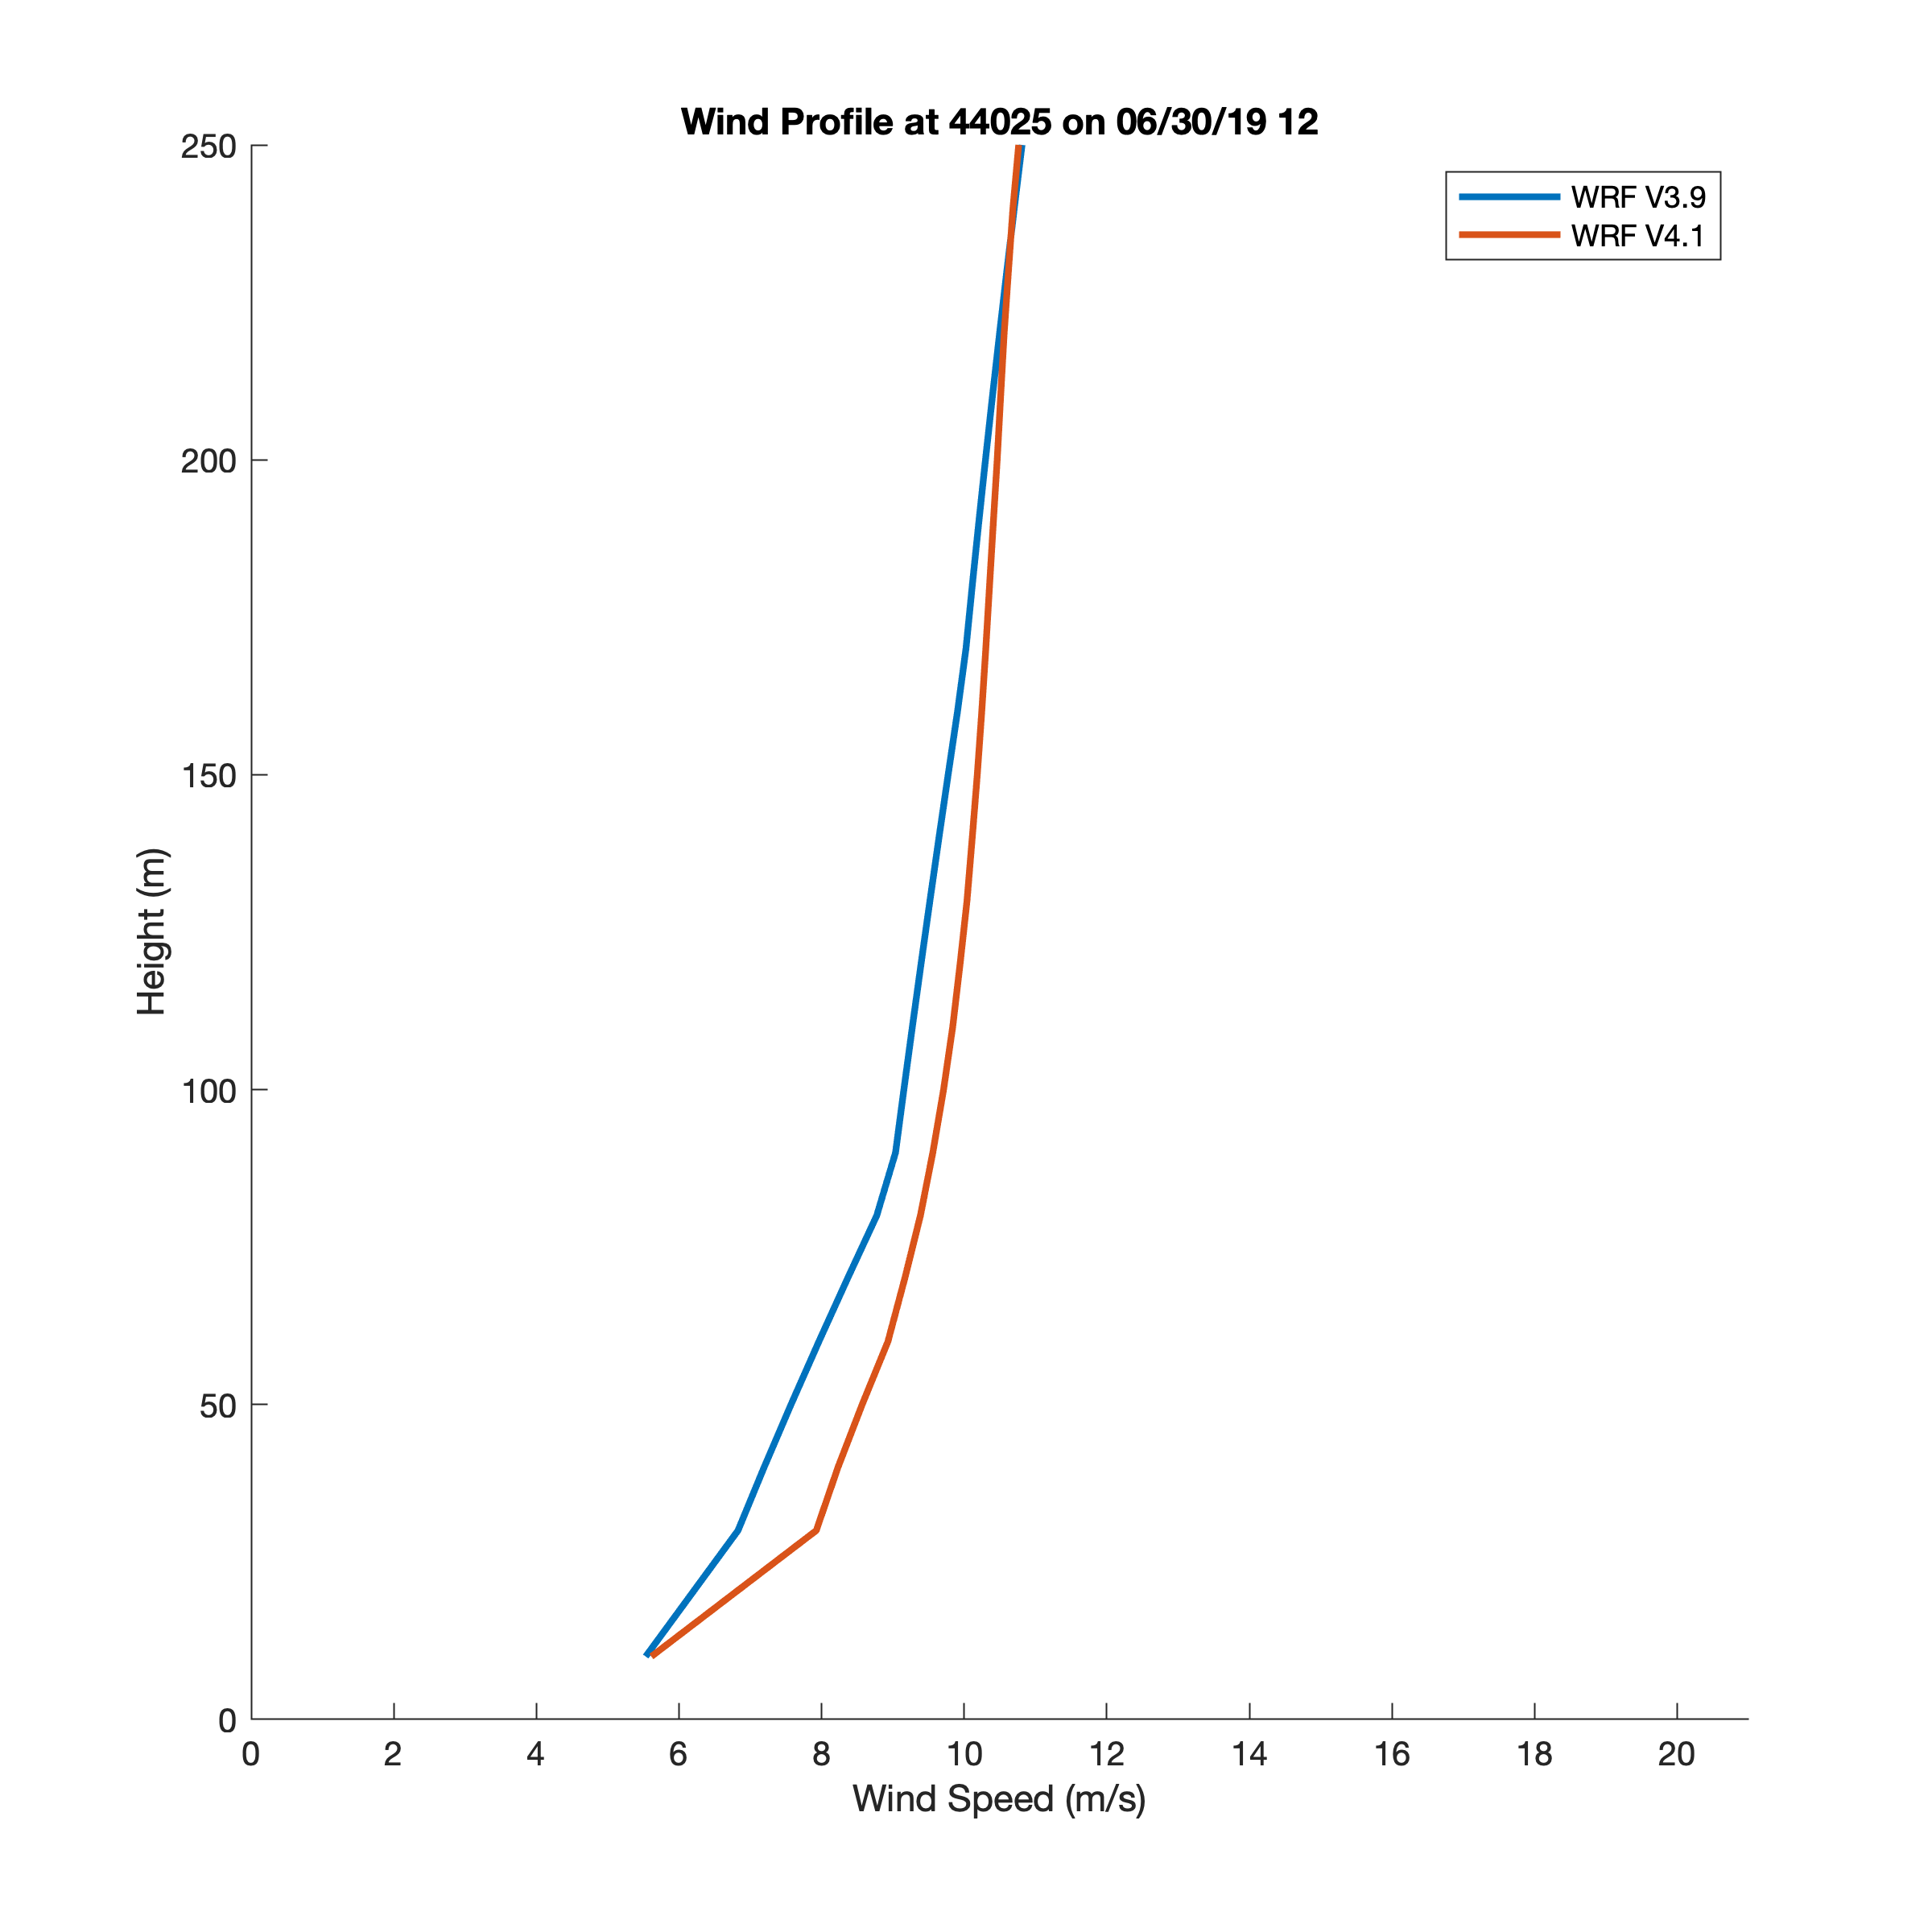 Wind Profile at 44025 on 06/30/19 12
WRF V3.9
WRF V4.1
250
200
150
100
50
0
Height (m)
0 2 4 6 8 10 12 14 16 18 20
Wind Speed (m/s)